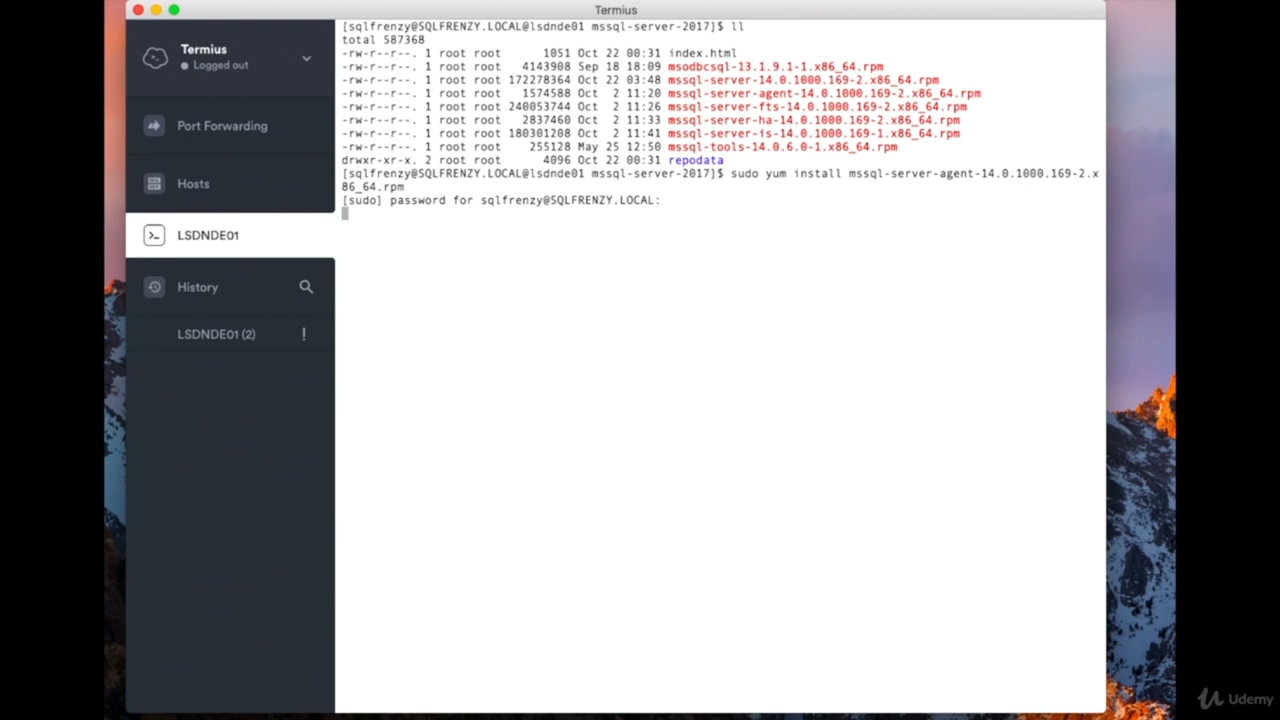 Termius
Termius
Logged out
Port Forwarding
Hosts
LSDNDE01
History
LSDNDE01 (2)
[sqlfrenzy@SQLFRENZY.LOCAL@lsdnde01 mssql-server-2017]$ ll
total 587368
-rw-r--r--. 1 root root 1051 Oct 22 00:31 index.html
-rw-r--r--. 1 root root 4143908 Sep 18 18:09 msodbcsql-13.1.9.1-1.x86_64.rpm
-rw-r--r--. 1 root root 172278364 Oct 22 03:48 mssql-server-14.0.1000.169-2.x86_64.rpm
-rw-r--r--. 1 root root 1574588 Oct 2 11:20 mssql-server-agent-14.0.1000.169-2.x86_64.rpm
-rw-r--r--. 1 root root 240053744 Oct 2 11:26 mssql-server-fts-14.0.1000.169-2.x86_64.rpm
-rw-r--r--. 1 root root 2837460 Oct 2 11:33 mssql-server-ha-14.0.1000.169-2.x86_64.rpm
-rw-r--r--. 1 root root 180301208 Oct 2 11:41 mssql-server-is-14.0.1000.169-1.x86_64.rpm
-rw-r--r--. 1 root root 255128 May 25 12:50 mssql-tools-14.0.6.0-1.x86_64.rpm
drwxr-xr-x. 2 root root 4096 Oct 22 00:31 repodata
[sqlfrenzy@SQLFRENZY.LOCAL@lsdnde01 mssql-server-2017]$ sudo yum install mssql-server-agent-14.0.1000.169-2.x
86_64.rpm
[sudo] password for sqlfrenzy@SQLFRENZY.LOCAL:
Udemy